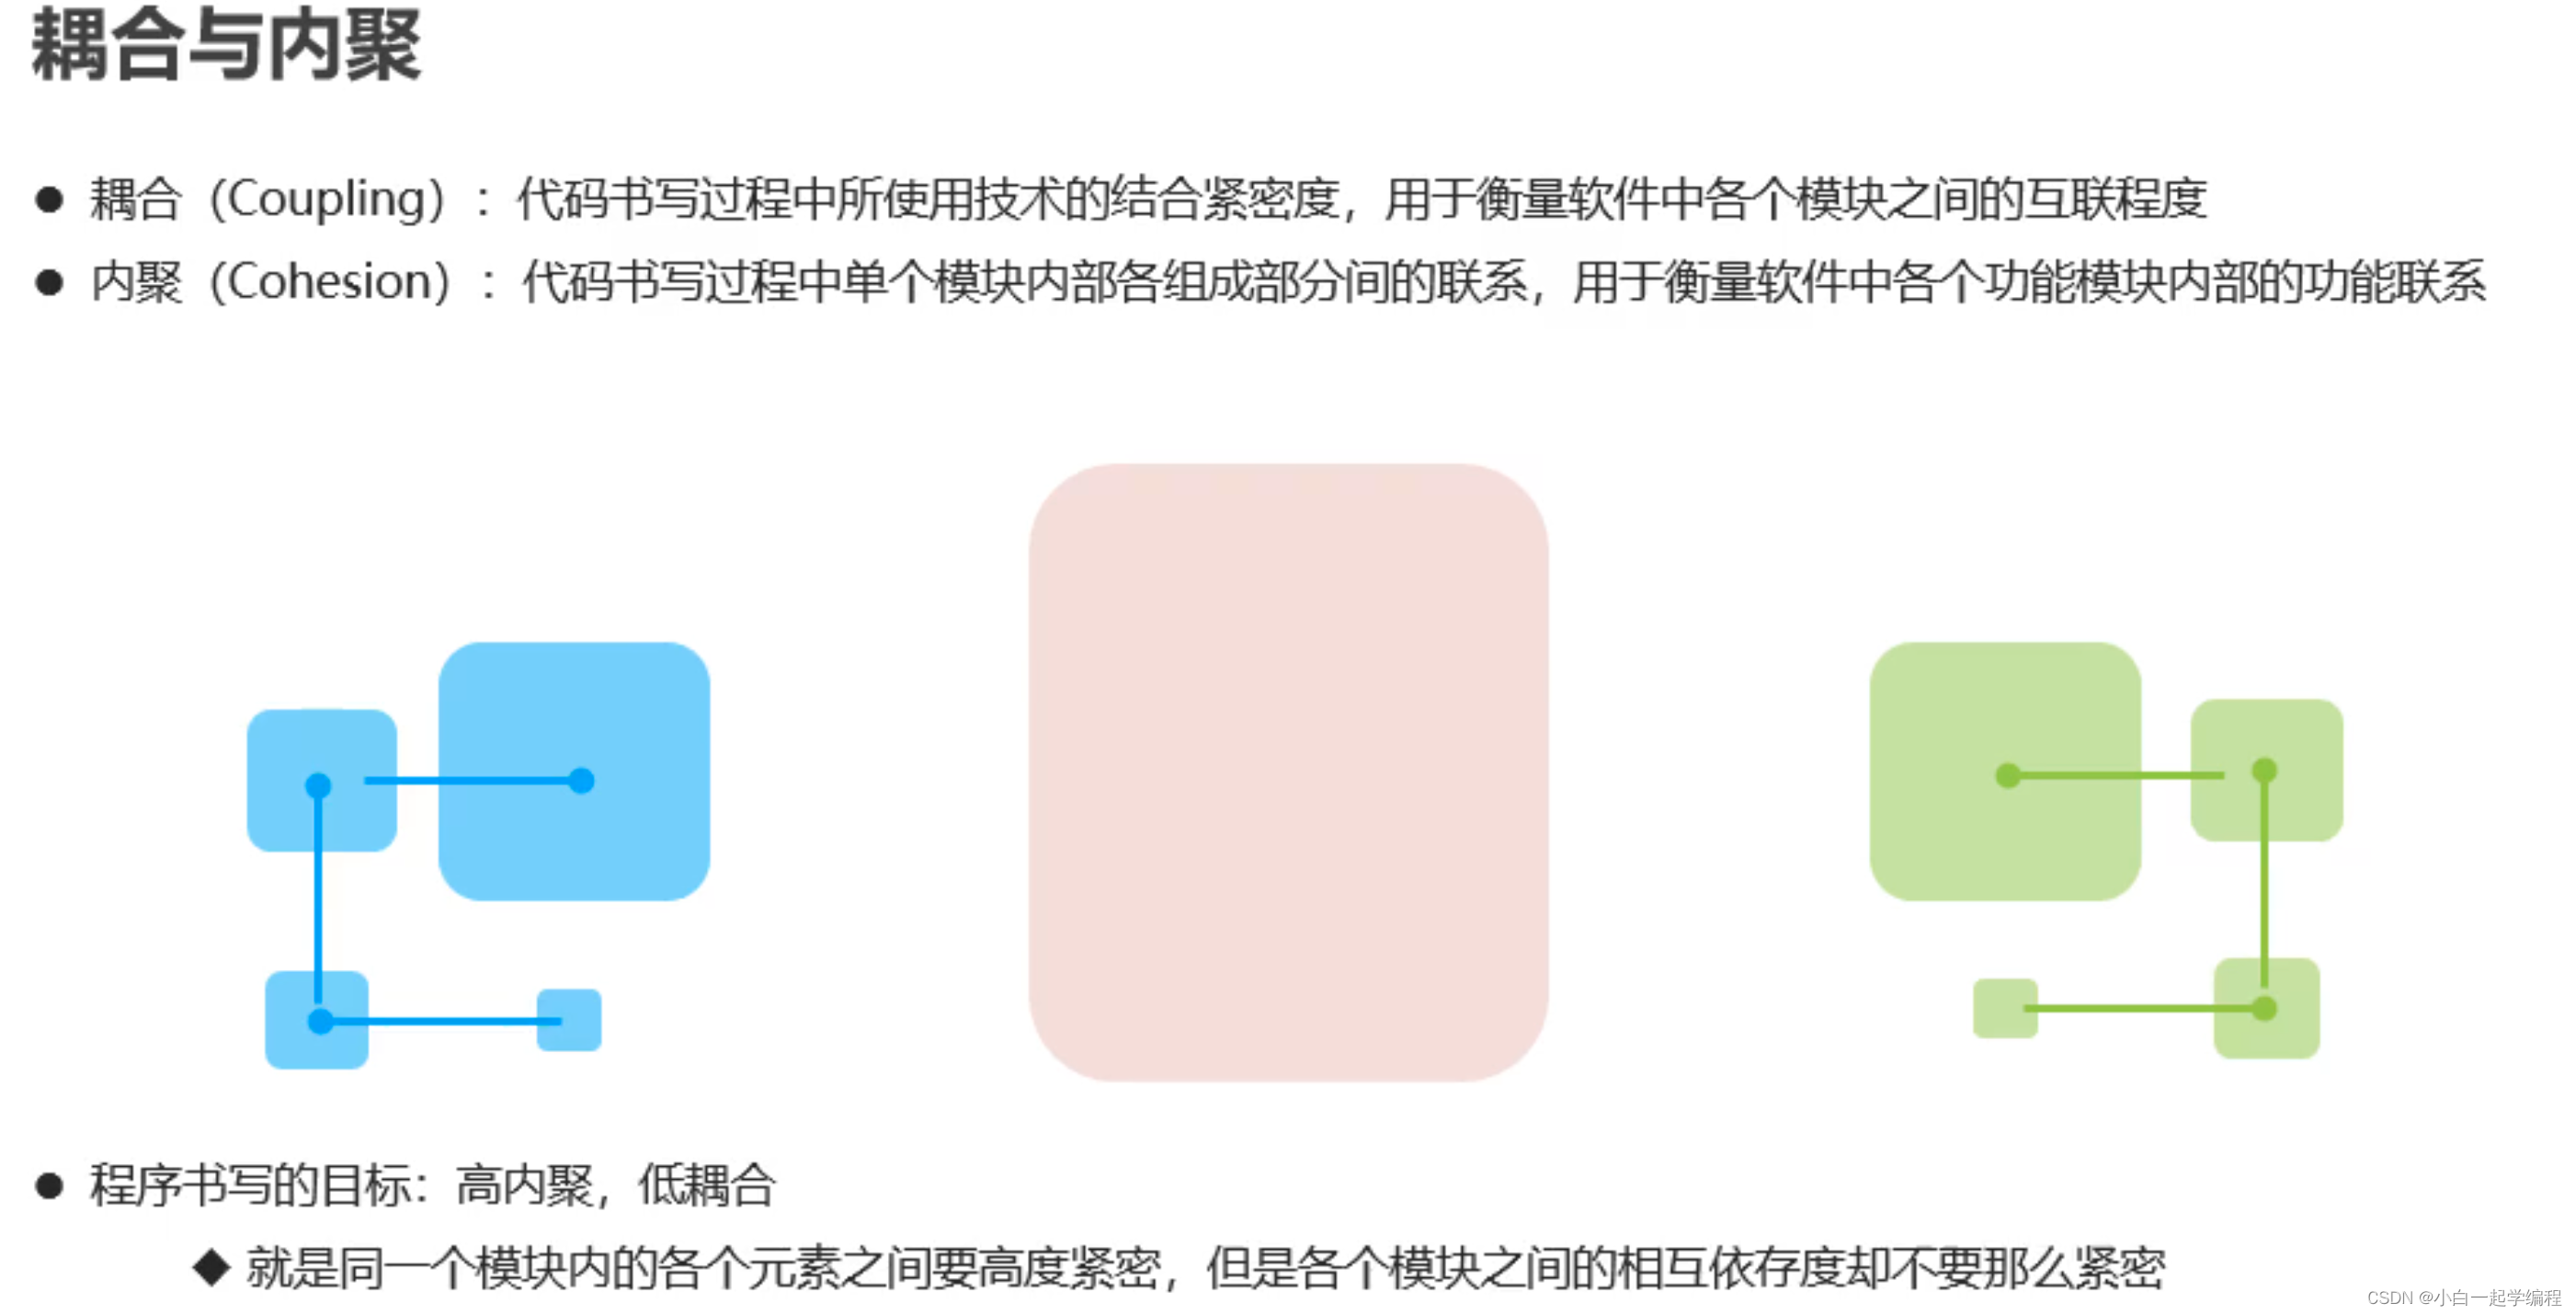 耦合与内聚
● 耦合（Coupling）：代码书写过程中所使用技术的结合紧密度，用于衡量软件中各个模块之间的互联程度
● 内聚（Cohesion）：代码书写过程中单个模块内部各组成部分间的联系，用于衡量软件中各个功能模块内部的功能联系
● 程序书写的目标：高内聚，低耦合
◆ 就是同一个模块内的各个元素之间要高度紧密，但是各个模块之间的相互依存度却不要那么紧密
CSDN @小白一起学编程